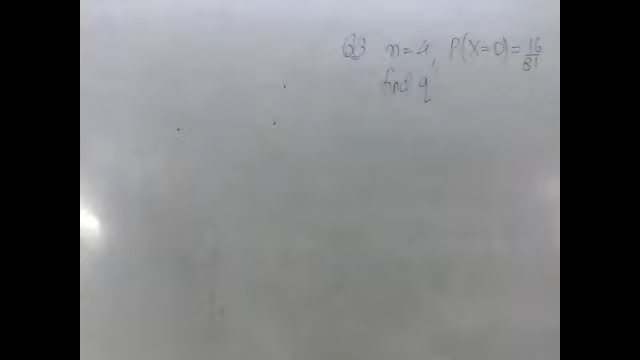 Q3 n=4, P(X=0)=16/81
find q